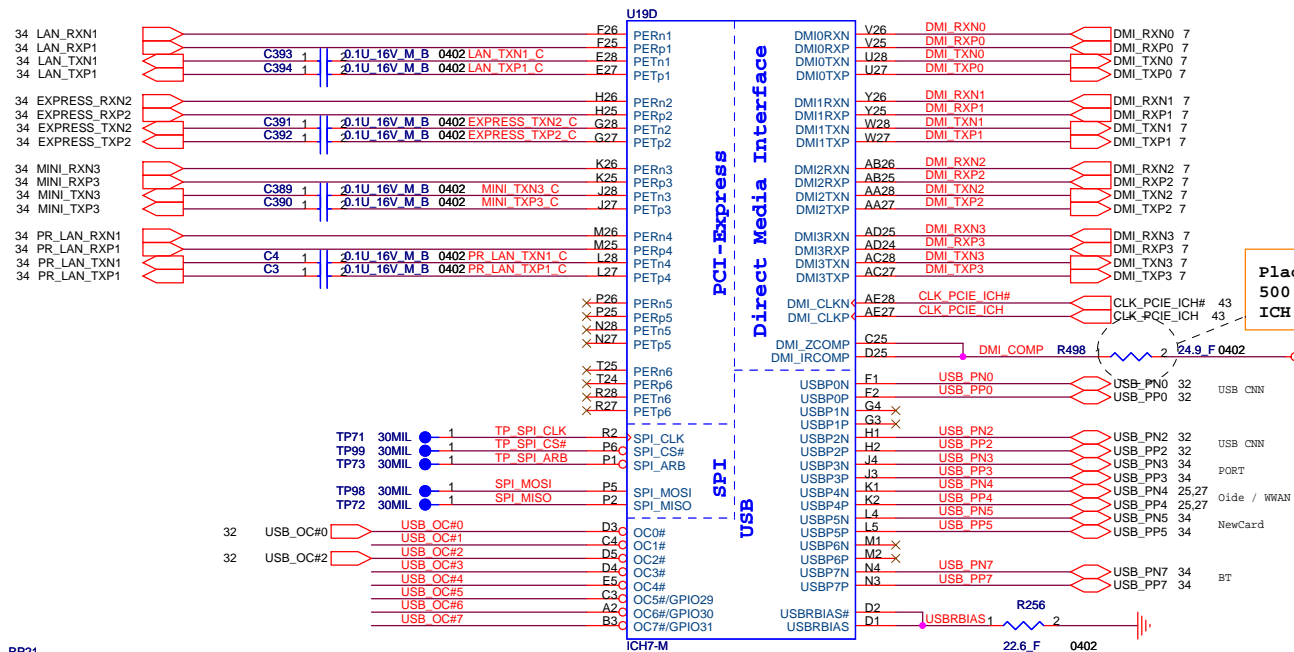 U19D
34 LAN_RXN1 F26 PERn1 DMI0RXN V26 DMI_RXN0 DMI_RXN0 7
34 LAN_RXP1 F25 PERp1 DMI0RXP V25 DMI_RXP0 DMI_RXP0 7
34 LAN_TXN1 C393 1 2 0.1U_16V_M_B 0402 LAN_TXN1_C E28 PETn1 DMI0TXN U28 DMI_TXN0 DMI_TXN0 7
34 LAN_TXP1 C394 1 2 0.1U_16V_M_B 0402 LAN_TXP1_C E27 PETp1 DMI0TXP U27 DMI_TXP0 DMI_TXP0 7
34 EXPRESS_RXN2 H26 PERn2 DMI1RXN Y26 DMI_RXN1 DMI_RXN1 7
34 EXPRESS_RXP2 H25 PERp2 DMI1RXP Y25 DMI_RXP1 DMI_RXP1 7
34 EXPRESS_TXN2 C391 1 2 0.1U_16V_M_B 0402 EXPRESS_TXN2_C G28 PETn2 DMI1TXN W28 DMI_TXN1 DMI_TXN1 7
34 EXPRESS_TXP2 C392 1 2 0.1U_16V_M_B 0402 EXPRESS_TXP2_C G27 PETp2 DMI1TXP W27 DMI_TXP1 DMI_TXP1 7
34 MINI_RXN3 K26 PERn3 DMI2RXN AB26 DMI_RXN2 DMI_RXN2 7
34 MINI_RXP3 K25 PERp3 DMI2RXP AB25 DMI_RXP2 DMI_RXP2 7
34 MINI_TXN3 C389 1 2 0.1U_16V_M_B 0402 MINI_TXN3_C J28 PETn3 DMI2TXN AA28 DMI_TXN2 DMI_TXN2 7
34 MINI_TXP3 C390 1 2 0.1U_16V_M_B 0402 MINI_TXP3_C J27 PETp3 DMI2TXP AA27 DMI_TXP2 DMI_TXP2 7
34 PR_LAN_RXN1 M26 PERn4 DMI3RXN AD25 DMI_RXN3 DMI_RXN3 7
34 PR_LAN_RXP1 M25 PERp4 DMI3RXP AD24 DMI_RXP3 DMI_RXP3 7
34 PR_LAN_TXN1 C4 1 2 0.1U_16V_M_B 0402 PR_LAN_TXN1_C L28 PETn4 DMI3TXN AC28 DMI_TXN3 DMI_TXN3 7
34 PR_LAN_TXP1 C3 1 2 0.1U_16V_M_B 0402 PR_LAN_TXP1_C L27 PETp4 DMI3TXP AC27 DMI_TXP3 DMI_TXP3 7
PCI-Express
Direct Media Interface
Plac
500
ICH
P26 PERn5 DMI_CLKN AE28 CLK_PCIE_ICH# CLK_PCIE_ICH# 43
P25 PERp5 DMI_CLKP AE27 CLK_PCIE_ICH CLK_PCIE_ICH 43
N28 PETn5
N27 PETp5 DMI_ZCOMP C25
DMI_IRCOMP D25 DMI_COMP R498 1 2 24.9_F 0402
T25 PERn6
T24 PERp6 USBP0N F1 USB_PN0 USB_PN0 32 USB CNN
R28 PETn6 USBP0P F2 USB_PP0 USB_PP0 32
R27 PETp6 USBP1N G4
USBP1P G3
TP71 30MIL 1 TP_SPI_CLK R2 SPI_CLK USBP2N H1 USB_PN2 USB_PN2 32 USB CNN
TP99 30MIL 1 TP_SPI_CS# P6 SPI_CS# USBP2P H2 USB_PP2 USB_PP2 32
TP73 30MIL 1 TP_SPI_ARB P1 SPI_ARB USBP3N J4 USB_PN3 USB_PN3 34 PORT
USBP3P J3 USB_PP3 USB_PP3 34
TP98 30MIL 1 SPI_MOSI P5 SPI_MOSI USBP4N K1 USB_PN4 USB_PN4 25,27 Oide / WWAN
TP72 30MIL 1 SPI_MISO P2 SPI_MISO USBP4P K2 USB_PP4 USB_PP4 25,27
SPI
USB
USBP5N L4 USB_PN5 USB_PN5 34 NewCard
32 USB_OC#0 USB_OC#0 D3 OC0# USBP5P L5 USB_PP5 USB_PP5 34
USB_OC#1 C4 OC1# USBP6N M1
32 USB_OC#2 USB_OC#2 D5 OC2# USBP6P M2
USB_OC#3 D4 OC3# USBP7N N4 USB_PN7 USB_PN7 34 BT
USB_OC#4 E5 OC4# USBP7P N3 USB_PP7 USB_PP7 34
USB_OC#5 C3 OC5#/GPIO29
USB_OC#6 A2 OC6#/GPIO30 USBRBIAS# D2
USB_OC#7 B3 OC7#/GPIO31 USBRBIAS D1 USBRBIAS 1 R256 2
22.6_F 0402
ICH7-M
RP21